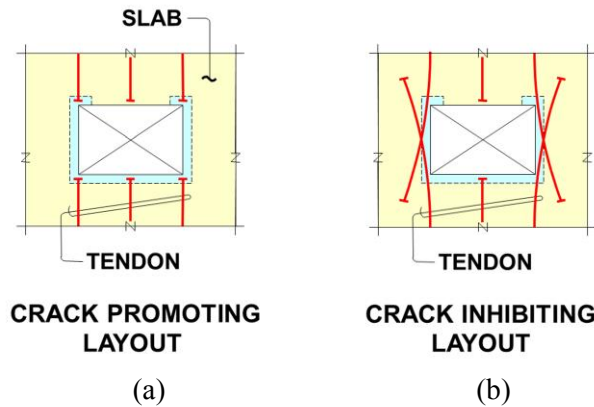 SLAB
TENDON
TENDON
CRACK PROMOTING
LAYOUT
CRACK INHIBITING
LAYOUT
(a)
(b)